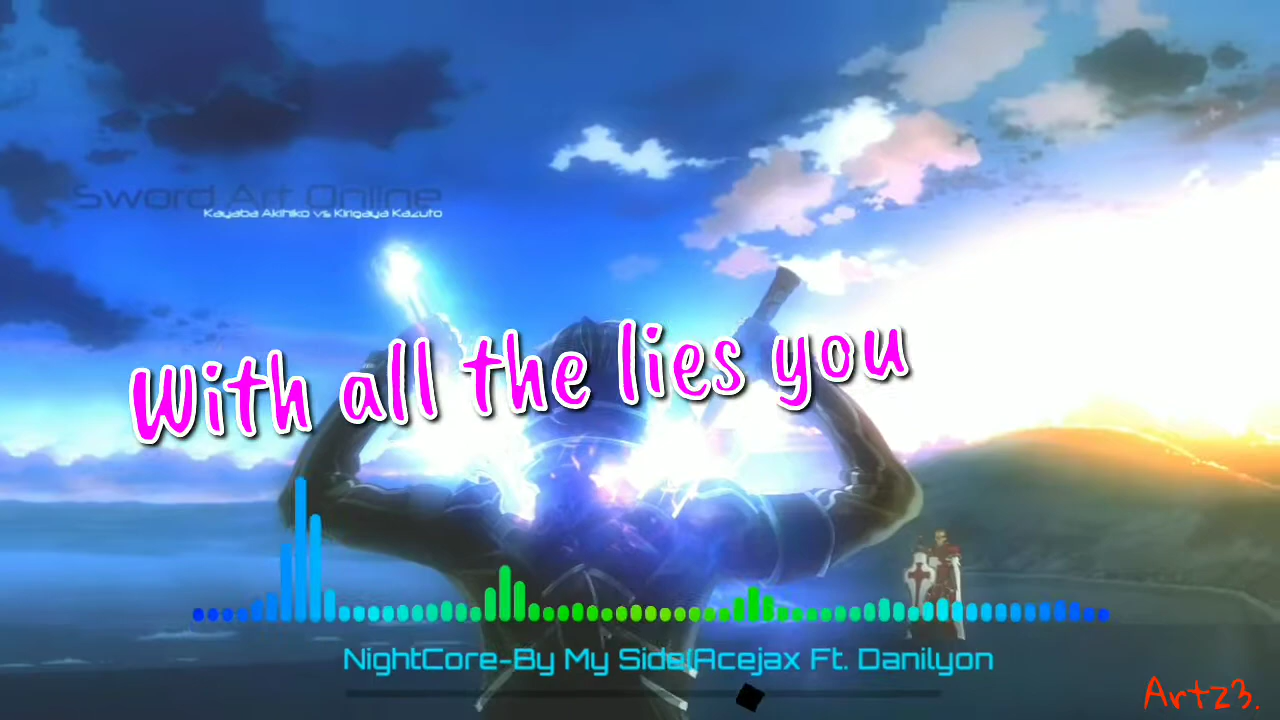 Sword Art Online
Kayaba Akihiko vs Kirigaya Kazuto
With all the lies you
NightCore-By My Side(Acejax Ft. Danilyon
Artz3.